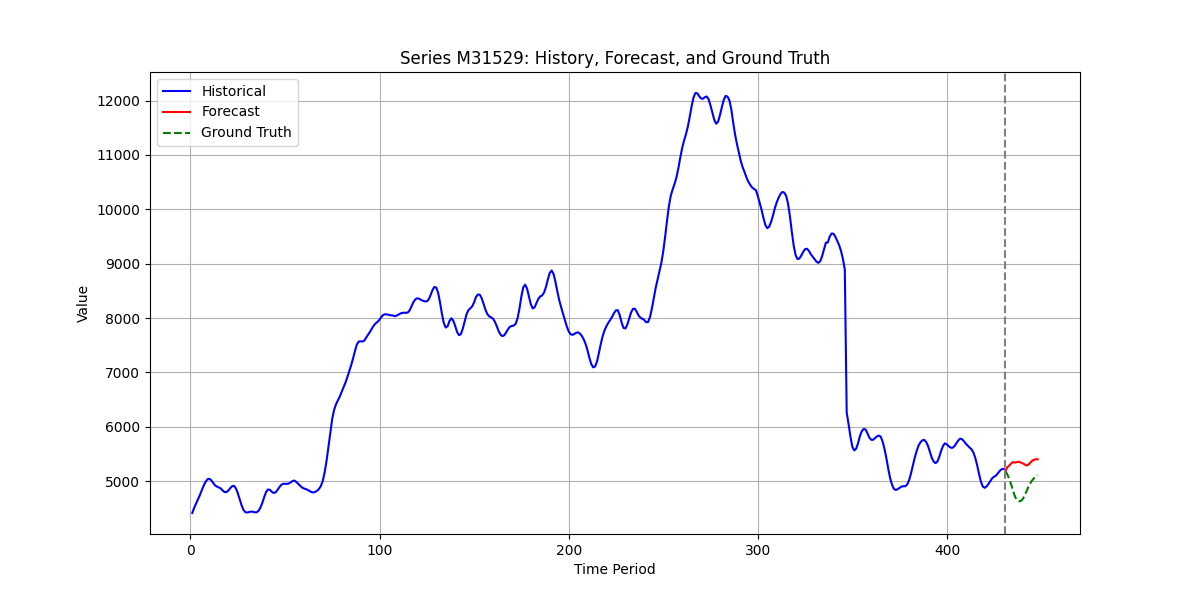 Series M31529: History, Forecast, and Ground Truth
Historical
Forecast
Ground Truth
12000
11000
10000
9000
8000
7000
6000
5000
Value
0 100 200 300 400
Time Period